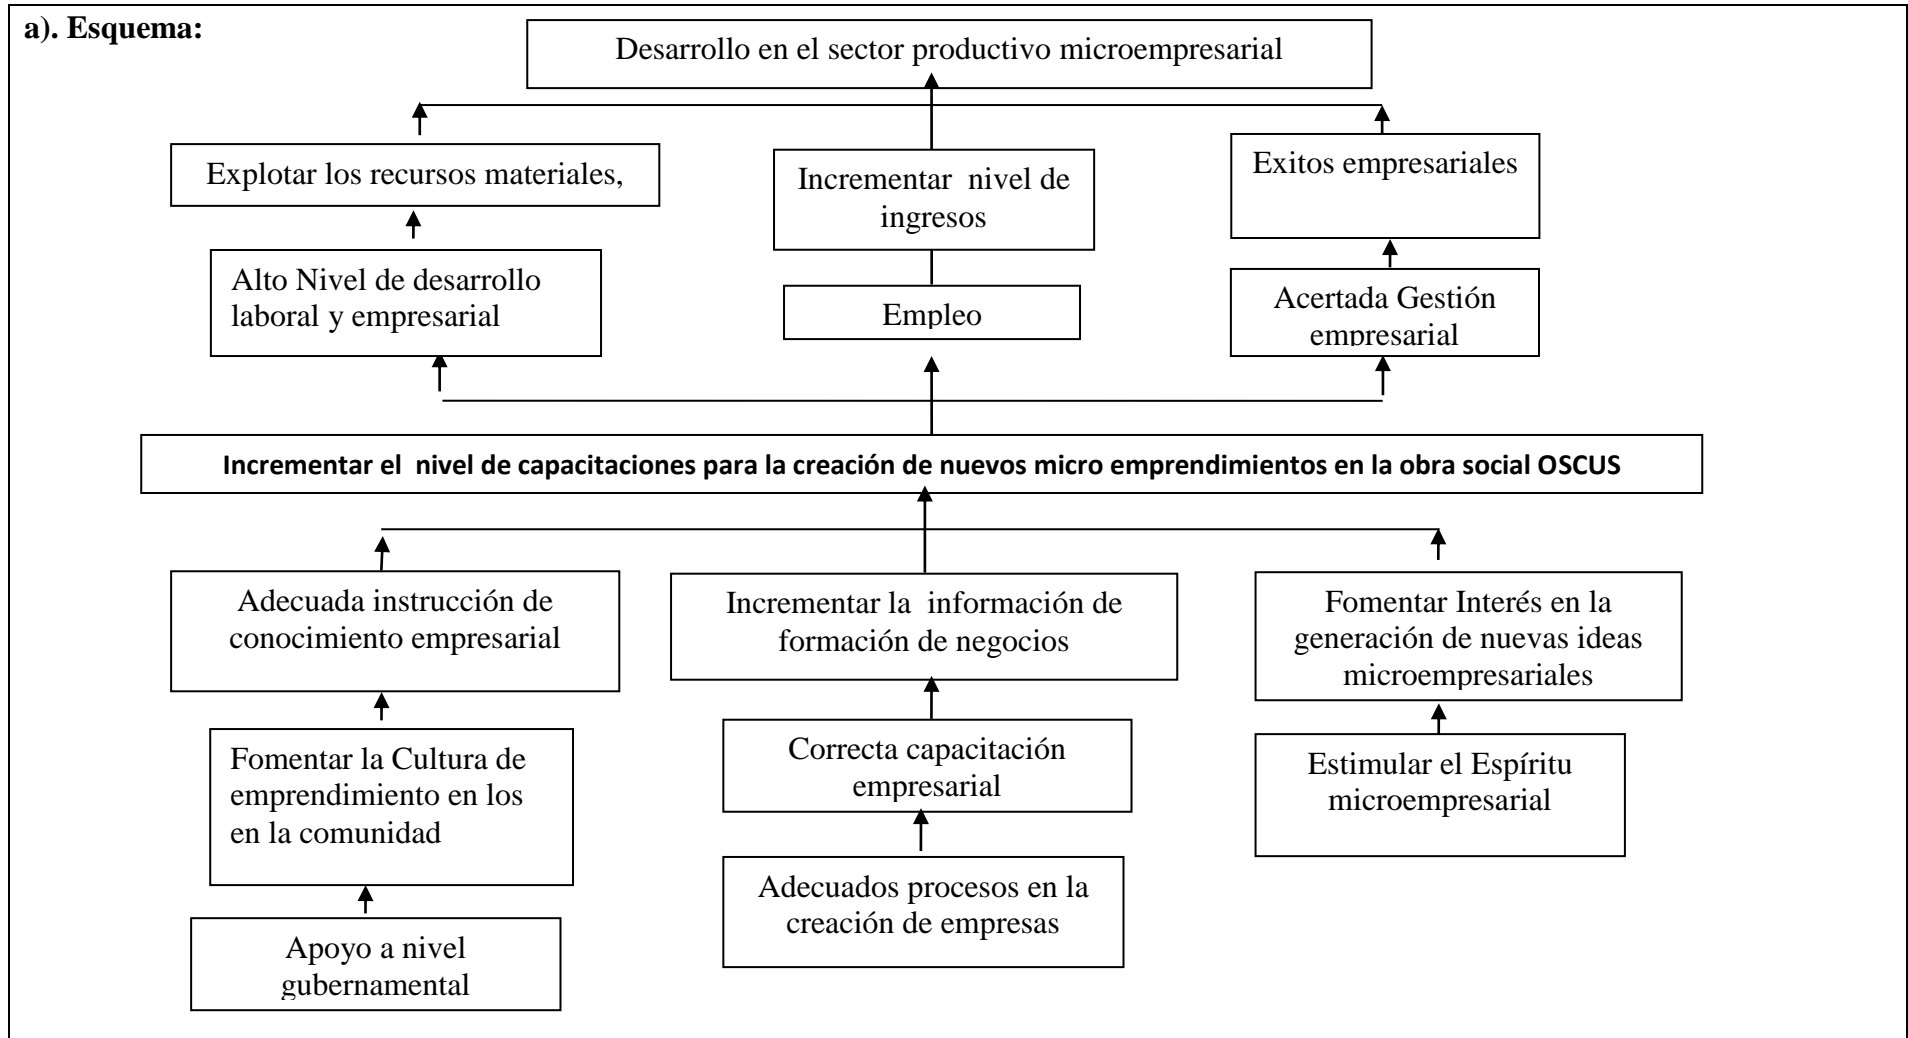 a). Esquema:
Desarrollo en el sector productivo microempresarial
Explotar los recursos materiales,
Incrementar nivel de
ingresos
Exitos empresariales
Alto Nivel de desarrollo
laboral y empresarial
Empleo
Acertada Gestión
empresarial
Incrementar el nivel de capacitaciones para la creación de nuevos micro emprendimientos en la obra social OSCUS
Adecuada instrucción de
conocimiento empresarial
Incrementar la información de
formación de negocios
Fomentar Interés en la
generación de nuevas ideas
microempresariales
Fomentar la Cultura de
emprendimiento en los
en la comunidad
Correcta capacitación
empresarial
Estimular el Espíritu
microempresarial
Adecuados procesos en la
creación de empresas
Apoyo a nivel
gubernamental